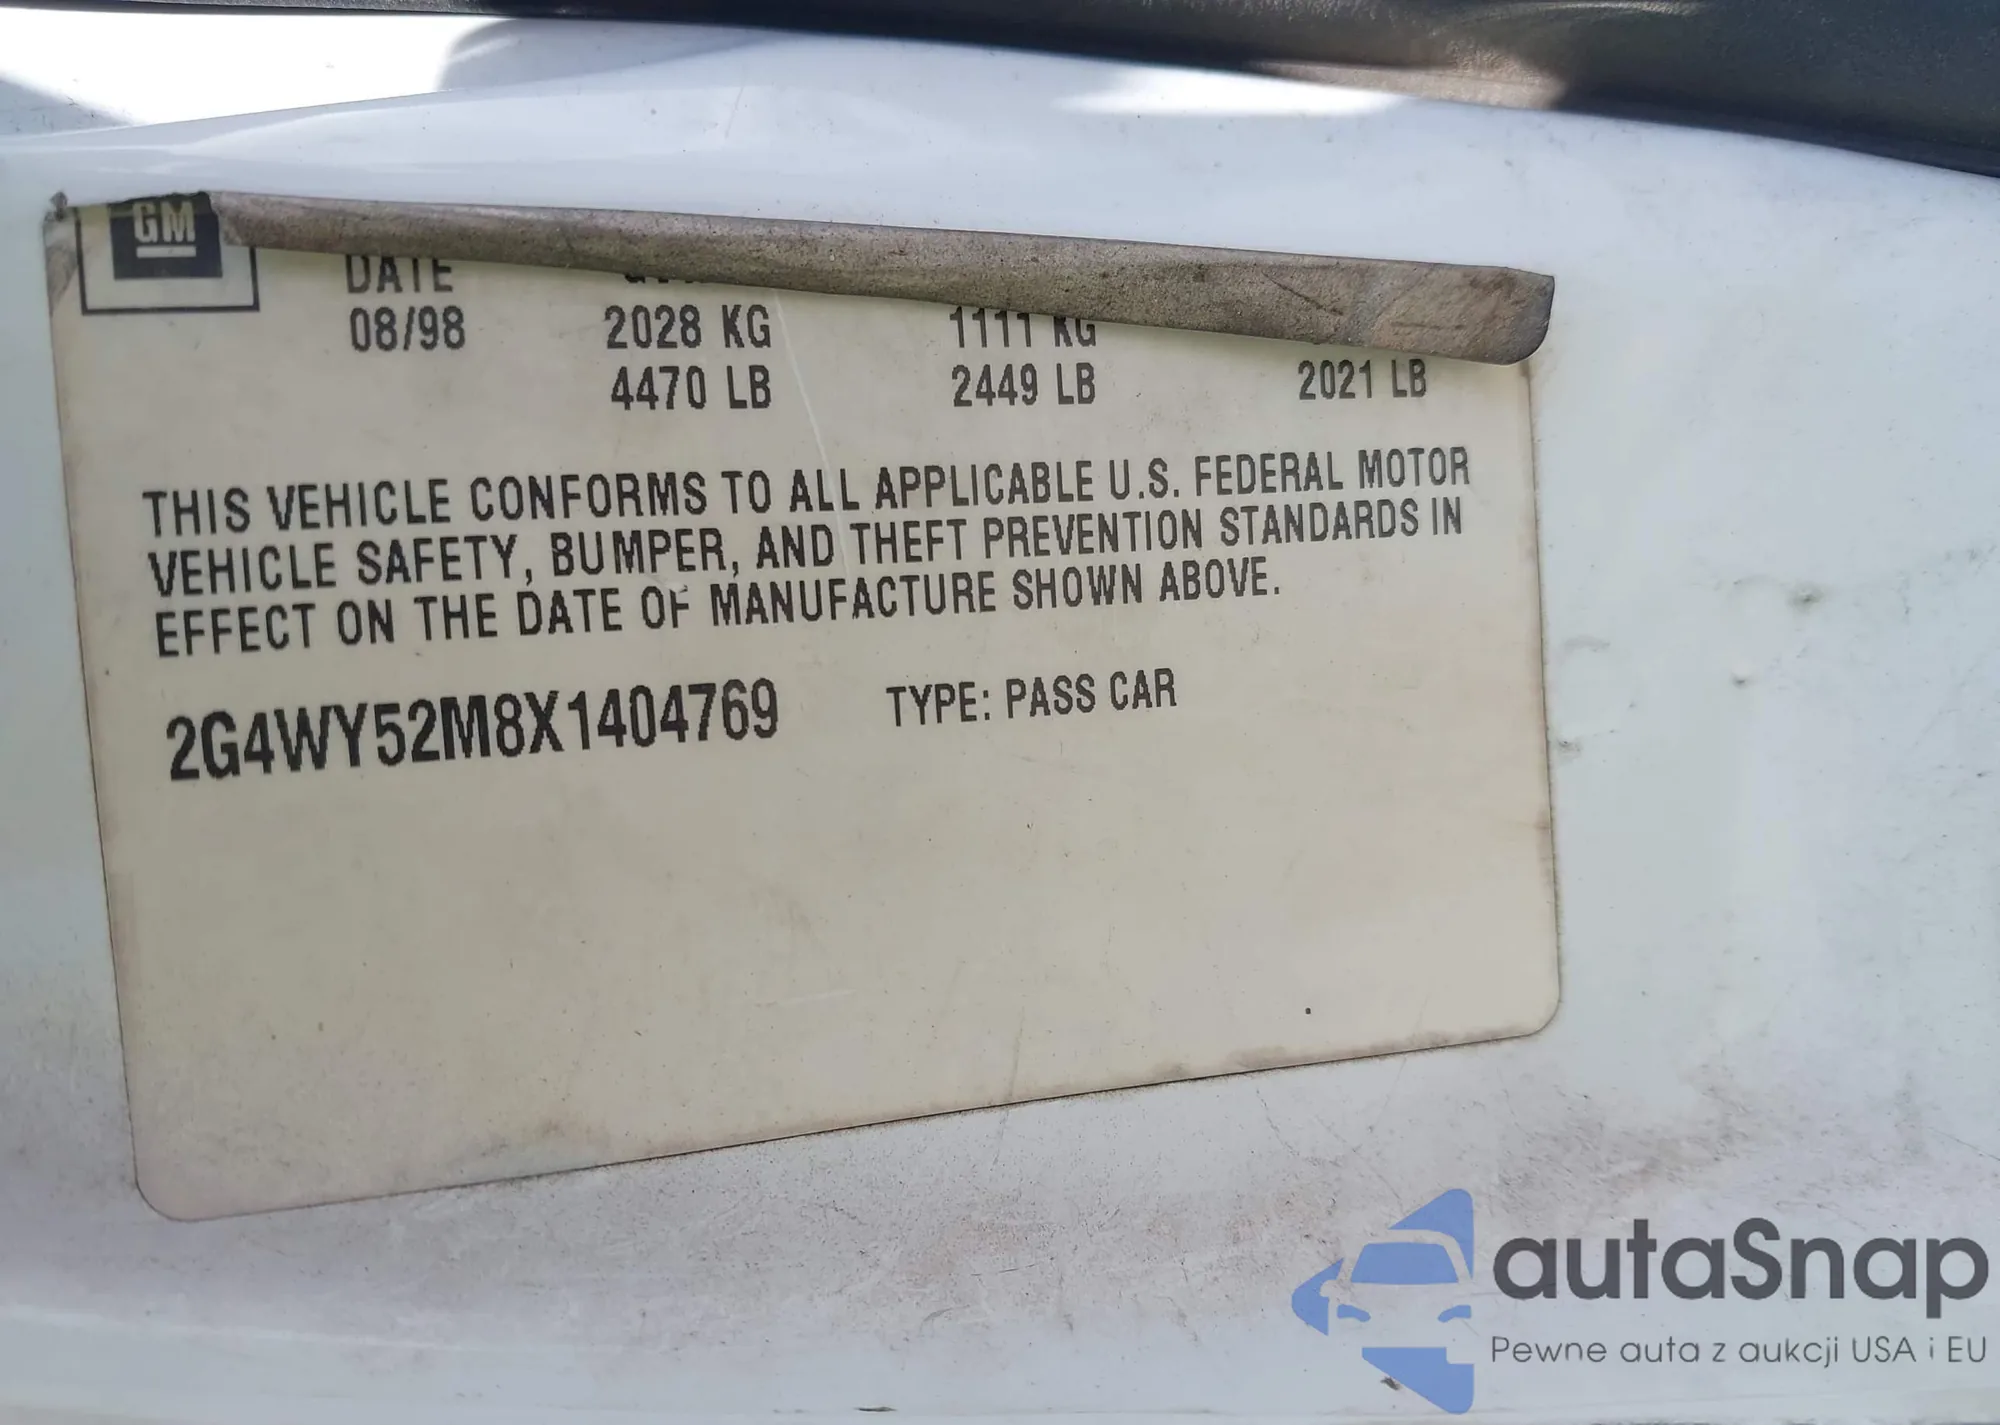 GM
DATE
08/98 2028 KG 1111 KG
4470 LB 2449 LB 2021 LB
THIS VEHICLE CONFORMS TO ALL APPLICABLE U.S. FEDERAL MOTOR
VEHICLE SAFETY, BUMPER, AND THEFT PREVENTION STANDARDS IN
EFFECT ON THE DATE OF MANUFACTURE SHOWN ABOVE.
2G4WY52M8X1404769 TYPE: PASS CAR
autaSnap
Pewne auta z aukcji USA i EU